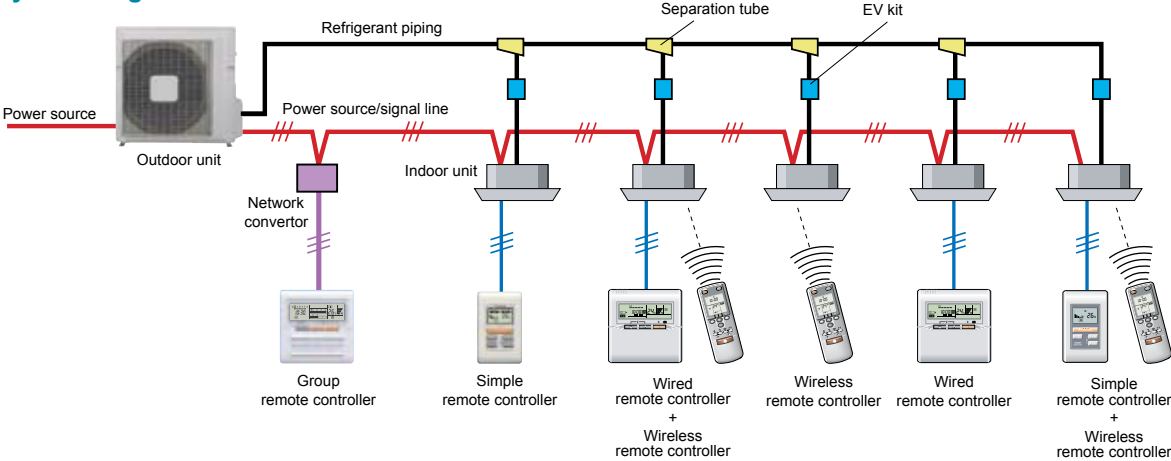 Separation tube
EV kit
Refrigerant piping
Power source
Power source/signal line
Outdoor unit
Indoor unit
Network
convertor
Group
remote controller
Simple
remote controller
Wired
remote controller
+
Wireless
remote controller
Wireless
remote controller
Wired
remote controller
Simple
remote controller
+
Wireless
remote controller